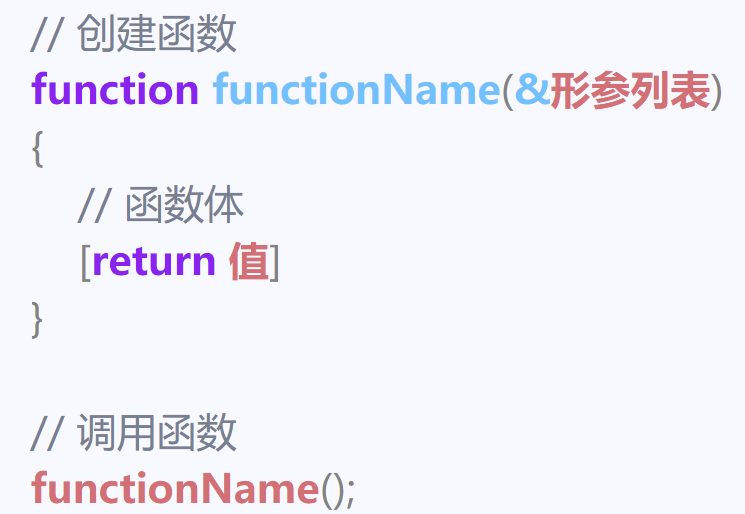 // 创建函数
function functionName(&形参列表)
{
// 函数体
[return 值]
}
// 调用函数
functionName();